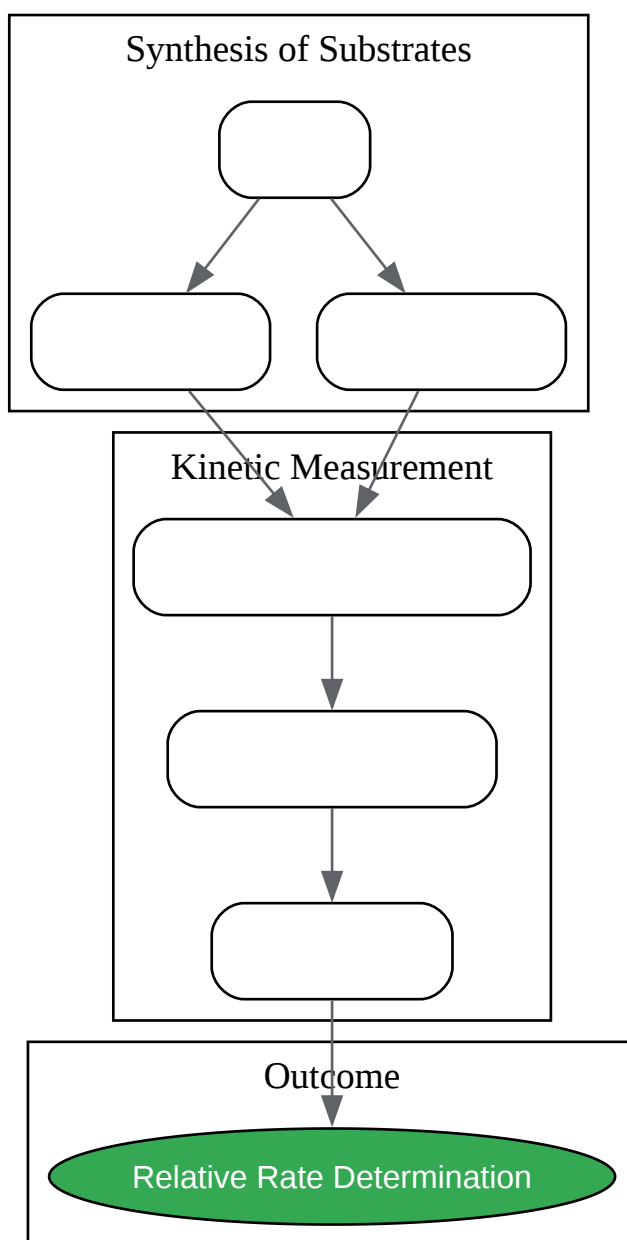 Synthesis of Substrates
Kinetic Measurement
Outcome
Relative Rate Determination